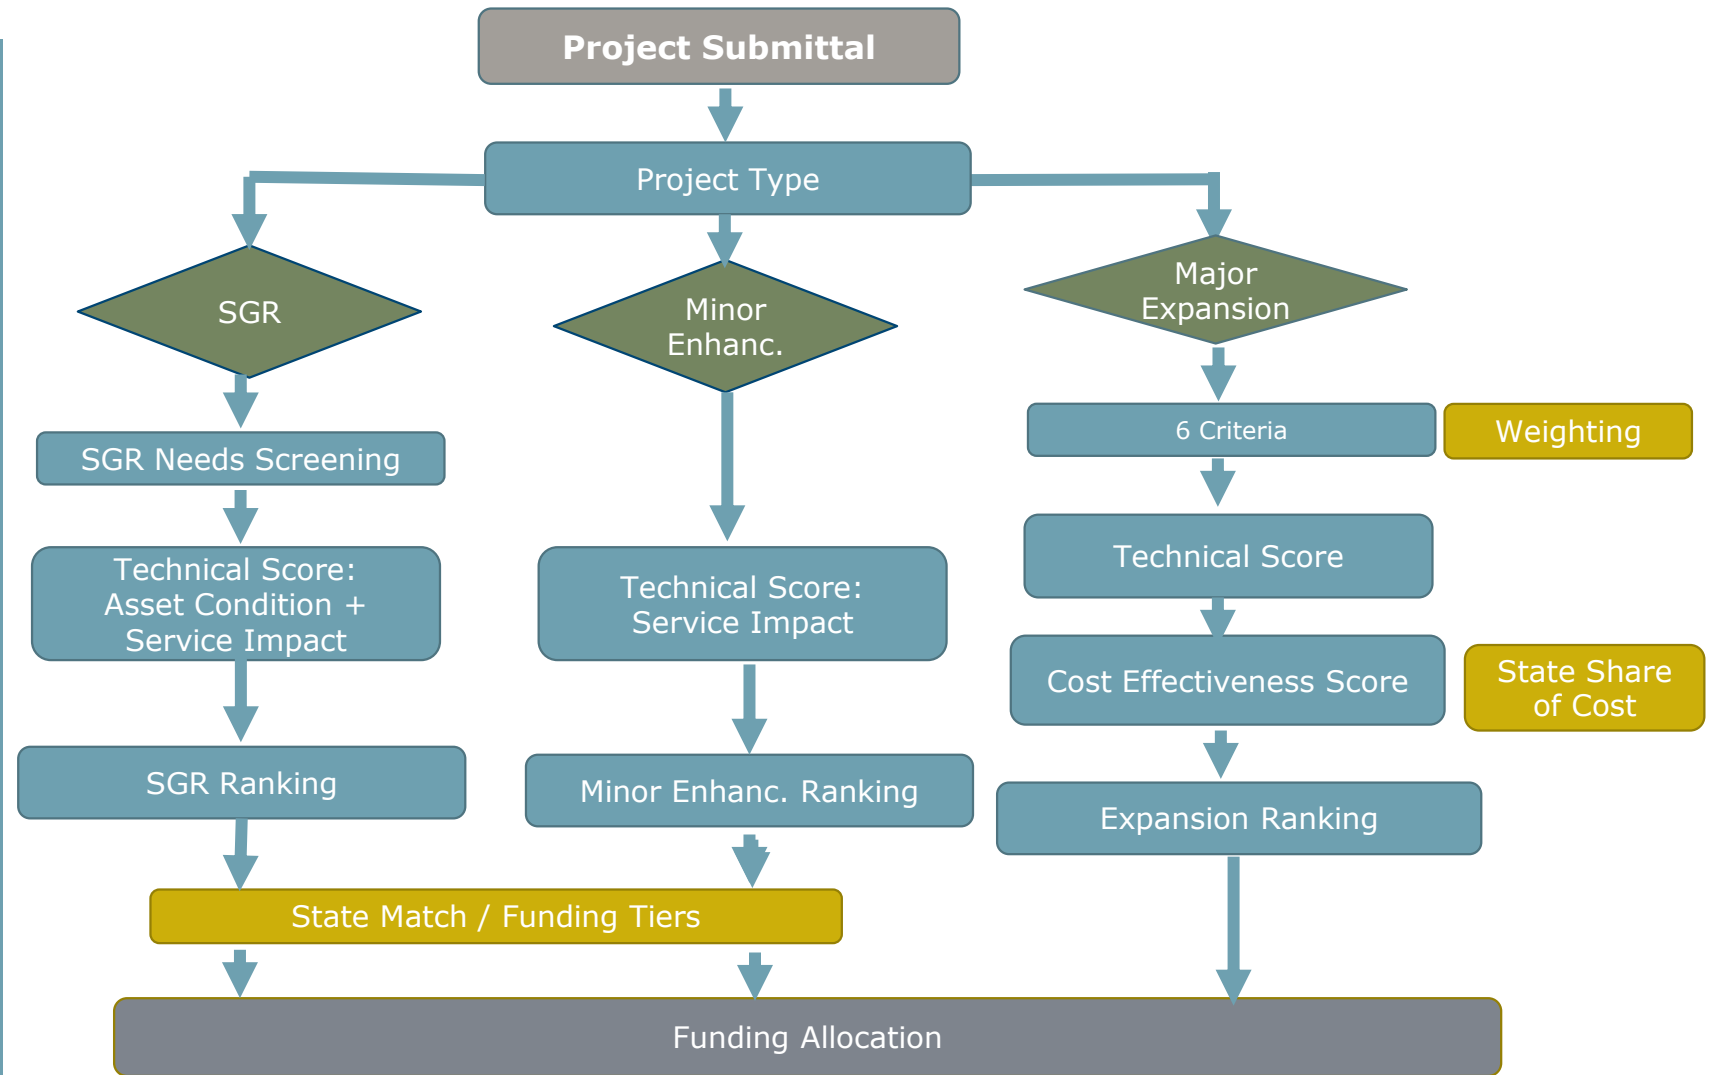 Project Submittal
Project Type
SGR
Minor
Enhanc.
Major
Expansion
SGR Needs Screening
6 Criteria
Weighting
Technical Score:
Asset Condition +
Service Impact
Technical Score:
Service Impact
Technical Score
Cost Effectiveness Score
State Share
of Cost
SGR Ranking
Minor Enhanc. Ranking
Expansion Ranking
State Match / Funding Tiers
Funding Allocation